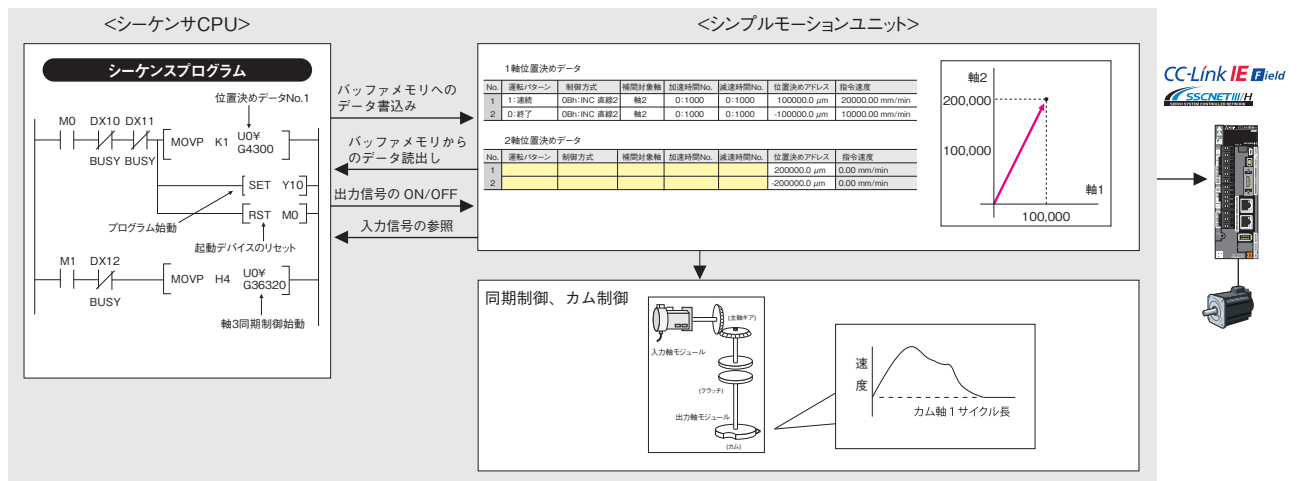 <シーケンサCPU>
シーケンスプログラム
位置決めデータNo.1
M0 DX10 DX11
MOVP K1 U0¥
G4300
BUSY BUSY
SET Y10
RST M0
プログラム始動
起動デバイスのリセット
M1 DX12
MOVP H4 U0¥
G36320
BUSY
軸3同期制御始動
バッファメモリへの
データ書込み
バッファメモリから
のデータ読出し
出力信号の ON/OFF
入力信号の参照
<シンプルモーションユニット>
1軸位置決めデータ
No. 運転パターン 制御方式 補間対象軸 加速時間No. 減速時間No. 位置決めアドレス 指令速度
1 1:連続 0Bh:INC 直線2 軸2 0:1000 0:1000 100000.0 μm 20000.00 mm/min
2 0:終了 0Bh:INC 直線2 軸2 0:1000 0:1000 -100000.0 μm 10000.00 mm/min
2軸位置決めデータ
No. 運転パターン 制御方式 補間対象軸 加速時間No. 減速時間No. 位置決めアドレス 指令速度
1 200000.0 μm 0.00 mm/min
2 -200000.0 μm 0.00 mm/min
軸2
200,000
100,000
軸1
100,000
同期制御、カム制御
(主軸ギア)
入力軸モジュール
(クラッチ)
出力軸モジュール
(カム)
速
度
カム軸1サイクル長
CC-Link IE Field
SSCNETIII/H
SERVO SYSTEM CONTROLLER NETWORK